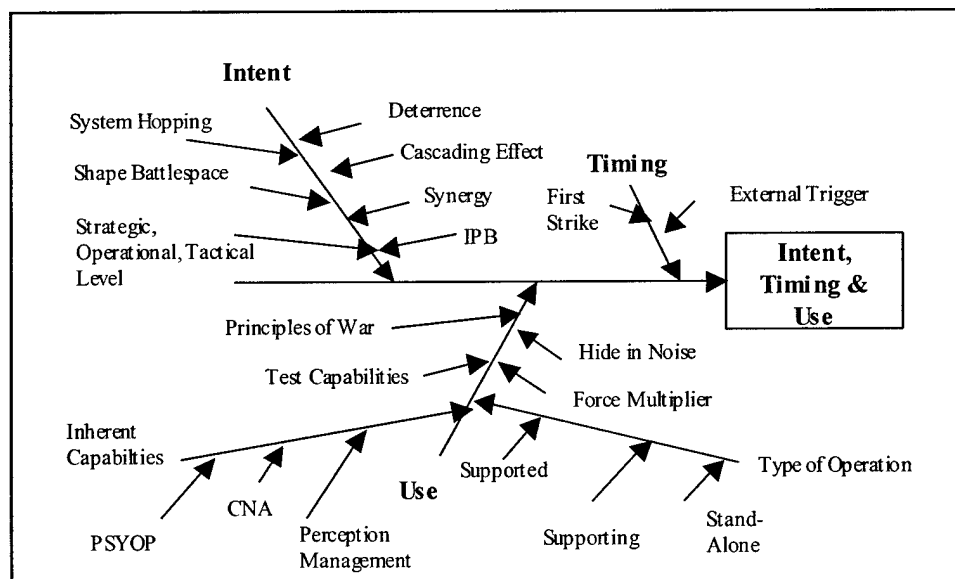 Intent
System Hopping
Deterrence
Cascading Effect
Shape Battlespace
Synergy
Strategic,
Operational, Tactical
Level
IPB
Timing
First
Strike
External Trigger
Intent,
Timing &
Use
Principles of War
Hide in Noise
Test Capabilities
Force Multiplier
Inherent
Capabilties
Supported
Type of Operation
Use
CNA
PSYOP
Perception
Management
Supporting
Stand-
Alone